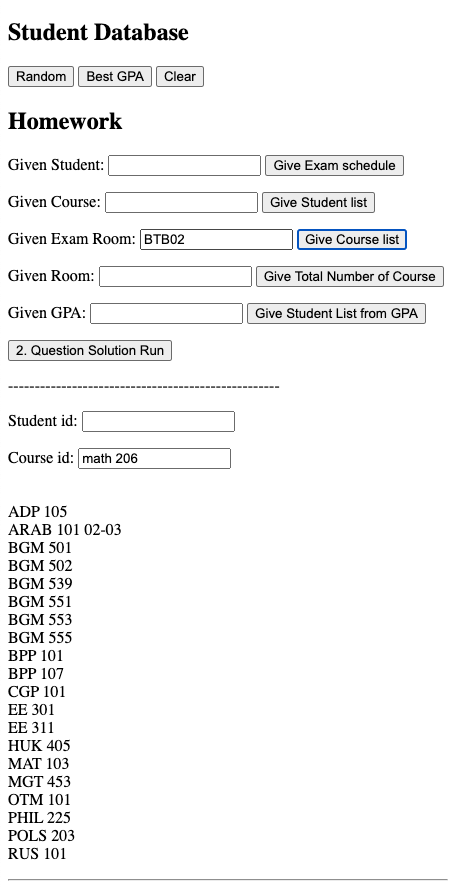 Student Database
Random Best GPA Clear
Homework
Given Student: Give Exam schedule
Given Course: Give Student list
Given Exam Room: BTB02 Give Course list
Given Room: Give Total Number of Course
Given GPA: Give Student List from GPA
2. Question Solution Run
---------------------------------------------------
Student id:
Course id: math 206
ADP 105
ARAB 101 02-03
BGM 501
BGM 502
BGM 539
BGM 551
BGM 553
BGM 555
BPP 101
BPP 107
CGP 101
EE 301
EE 311
HUK 405
MAT 103
MGT 453
OTM 101
PHIL 225
POLS 203
RUS 101